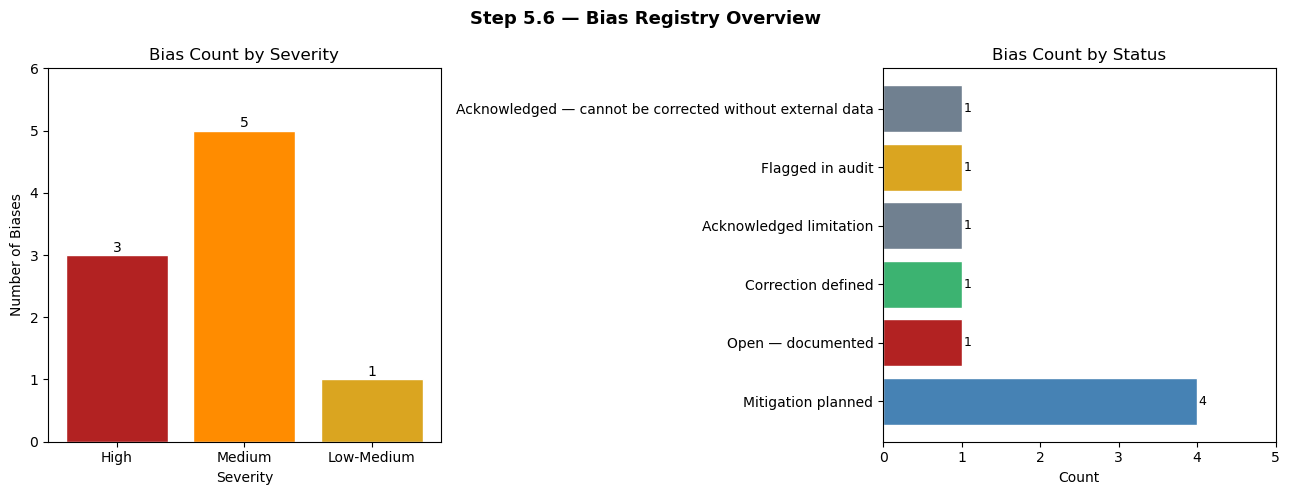 Step 5.6 — Bias Registry Overview
Bias Count by Severity
Number of Biases
6
5
4
3
2
1
0
3
5
1
High
Medium
Low-Medium
Severity
Bias Count by Status
Acknowledged — cannot be corrected without external data
1
Flagged in audit
1
Acknowledged limitation
1
Correction defined
1
Open — documented
1
Mitigation planned
4
0
1
2
3
4
5
Count